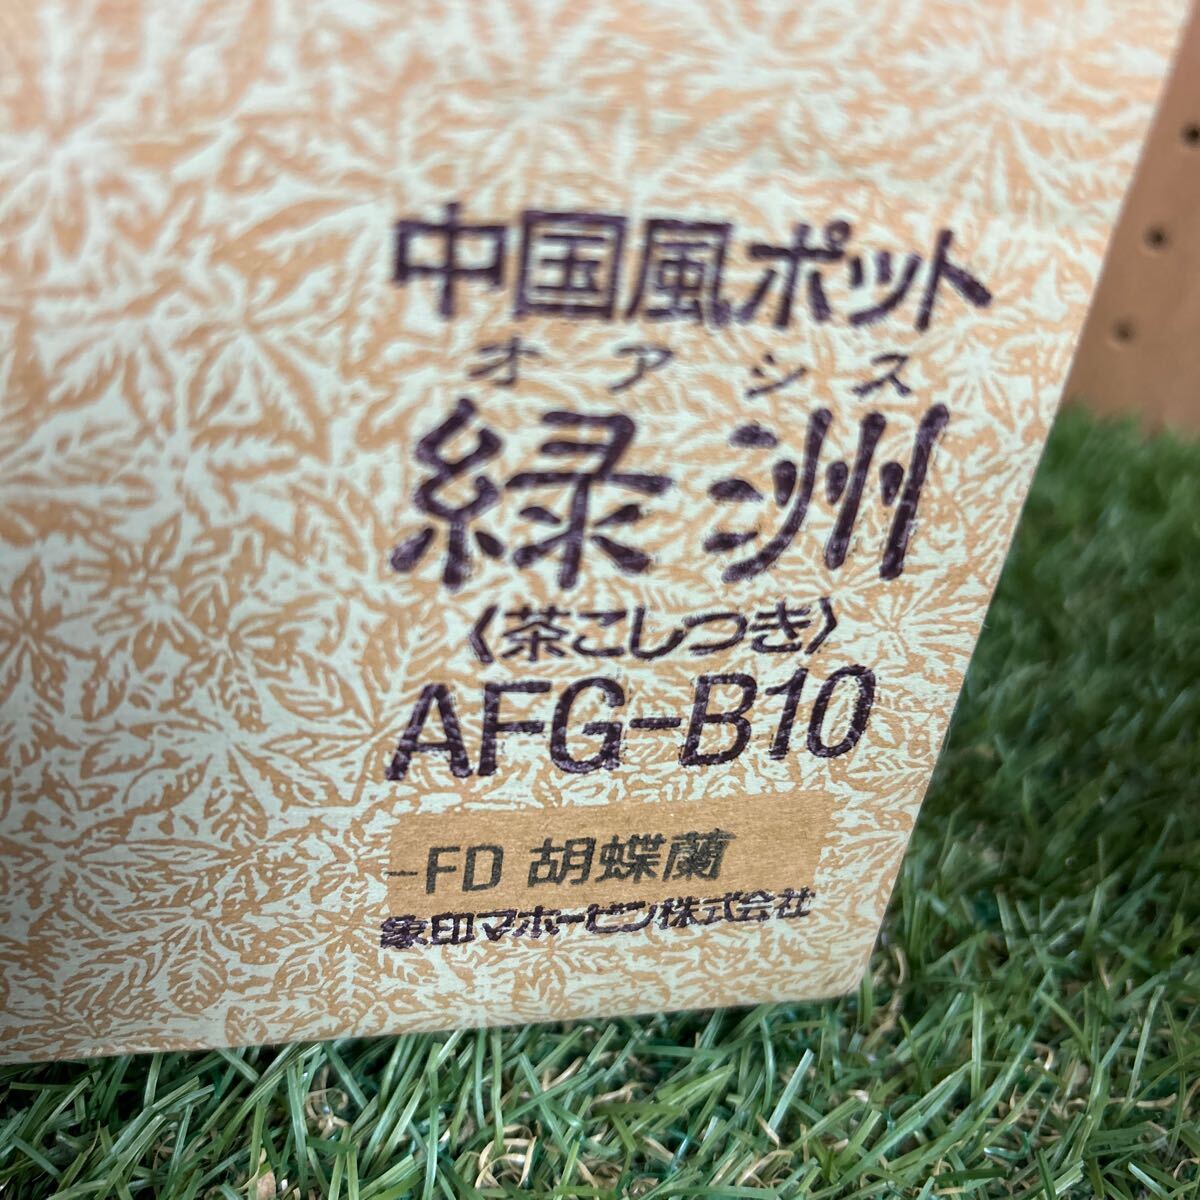 中国風ポット
オアシス
緑洲
〈茶こしつき〉
AFG-B10
-FD 胡蝶蘭
象印マホービン株式会社